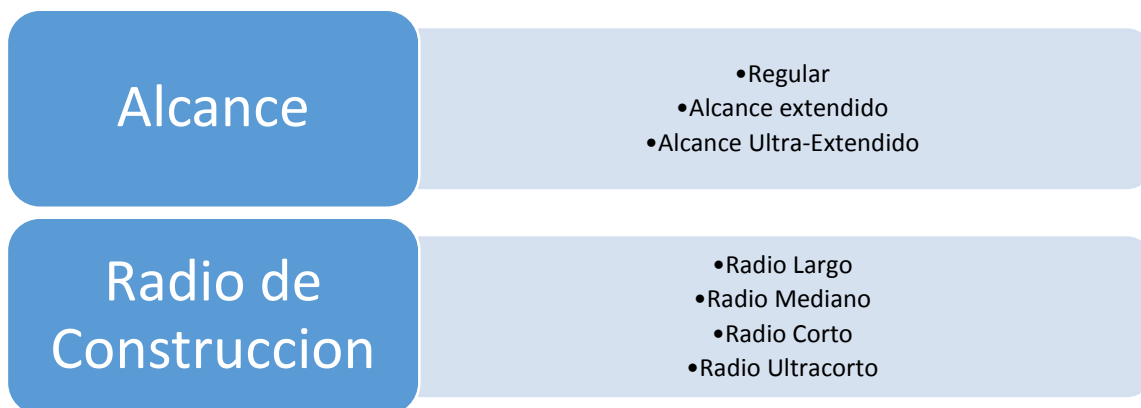 Alcance
•Regular
•Alcance extendido
•Alcance Ultra-Extendido
Radio de
Construccion
•Radio Largo
•Radio Mediano
•Radio Corto
•Radio Ultracorto